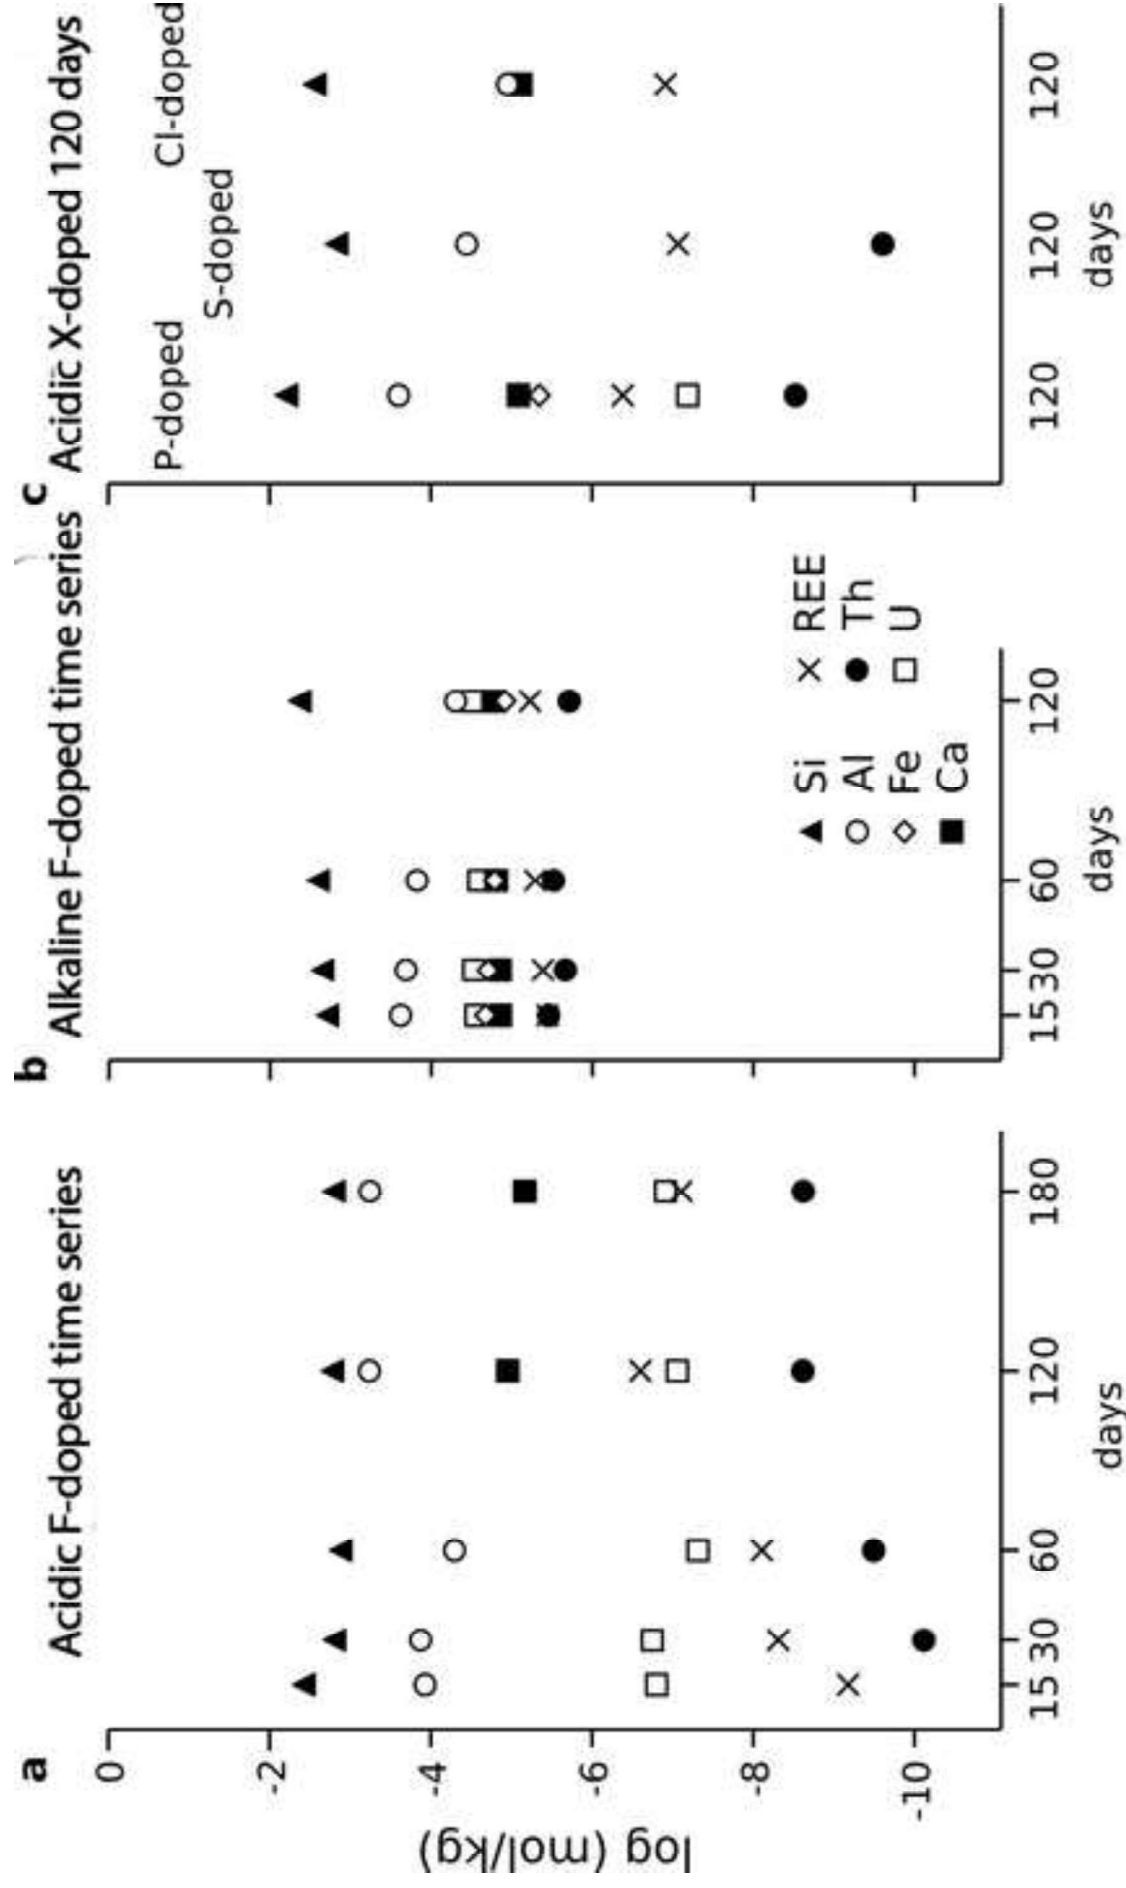 a
Acidic F-doped time series
0
-2
-4
-6
-8
-10
log (mol/kg)
15 30 60 120 180
days
b
Alkaline F-doped time series
Si REE
Al Th
Fe U
Ca
15 30 60 120
days
c
Acidic X-doped 120 days
P-doped Cl-doped
S-doped
120 120 120
days